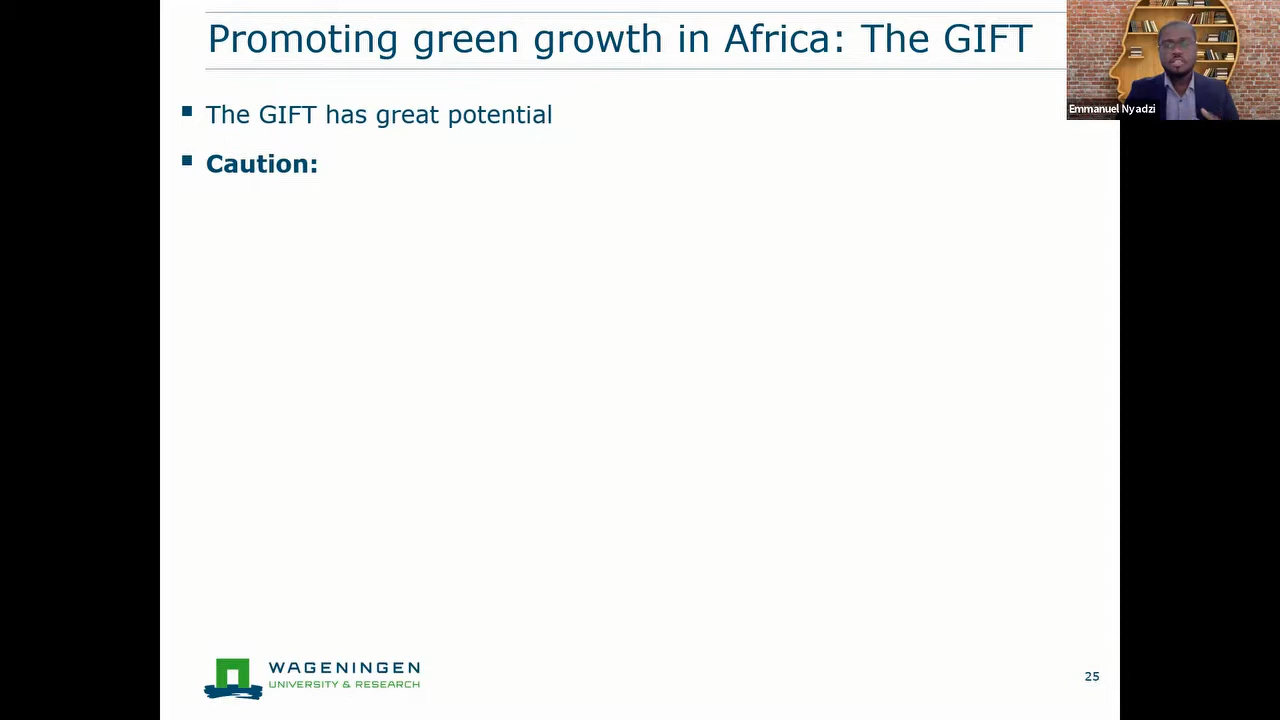 Promoting green growth in Africa: The GIFT
Emmanuel Nyadzi
The GIFT has great potential
Caution:
WAGENINGEN
UNIVERSITY & RESEARCH
25